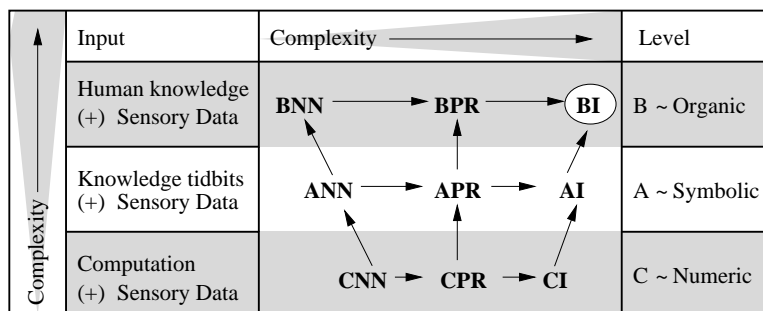 Input Complexity Level
Human knowledge
(+) Sensory Data
BNN BPR BI
B ~ Organic
Knowledge tidbits
(+) Sensory Data
ANN APR AI
A ~ Symbolic
Computation
(+) Sensory Data
CNN CPR CI
C ~ Numeric
Complexity